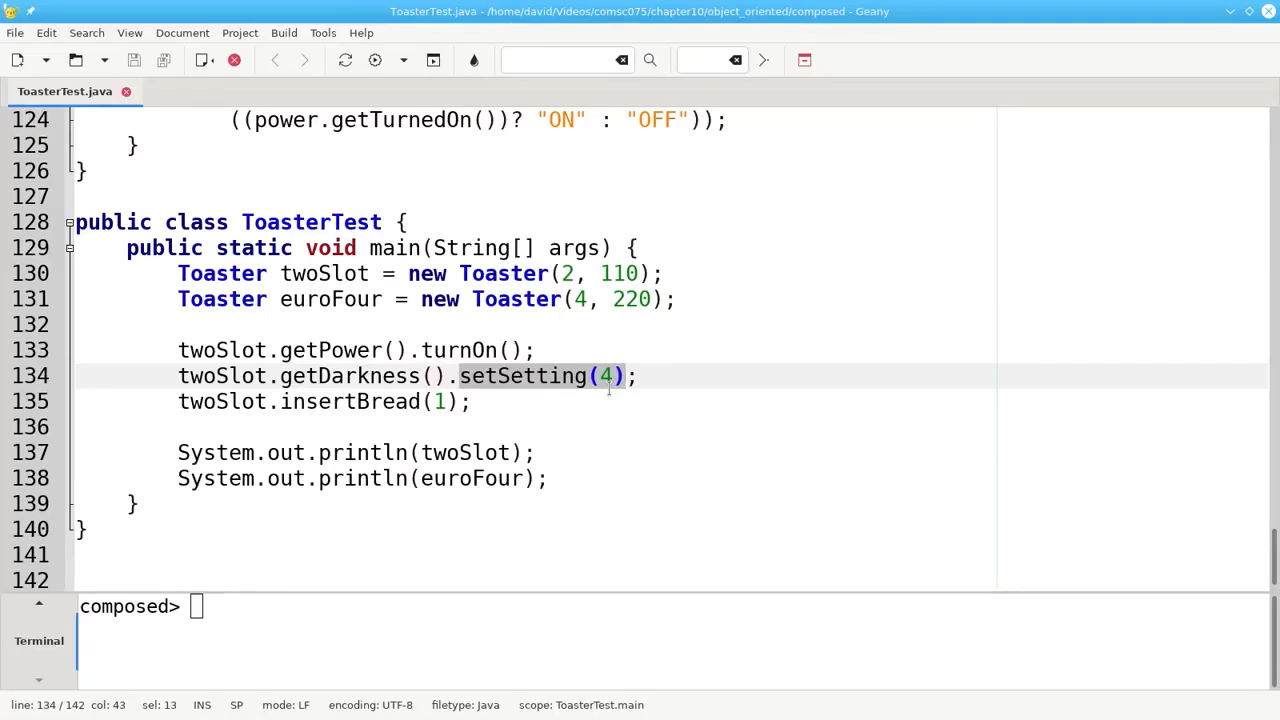 ToasterTest.java - /home/david/Videos/comsc075/chapter10/object_oriented/composed - Geany
File Edit Search View Document Project Build Tools Help
ToasterTest.java
124 ((power.getTurnedOn())? "ON" : "OFF"));
125 }
126 }
127
128 public class ToasterTest {
129 public static void main(String[] args) {
130 Toaster twoSlot = new Toaster(2, 110);
131 Toaster euroFour = new Toaster(4, 220);
132
133 twoSlot.getPower().turnOn();
134 twoSlot.getDarkness().setSetting(4);
135 twoSlot.insertBread(1);
136
137 System.out.println(twoSlot);
138 System.out.println(euroFour);
139 }
140 }
141
142
composed>
Terminal
line: 134 / 142 col: 43 sel: 13 INS SP mode: LF encoding: UTF-8 filetype: Java scope: ToasterTest.main